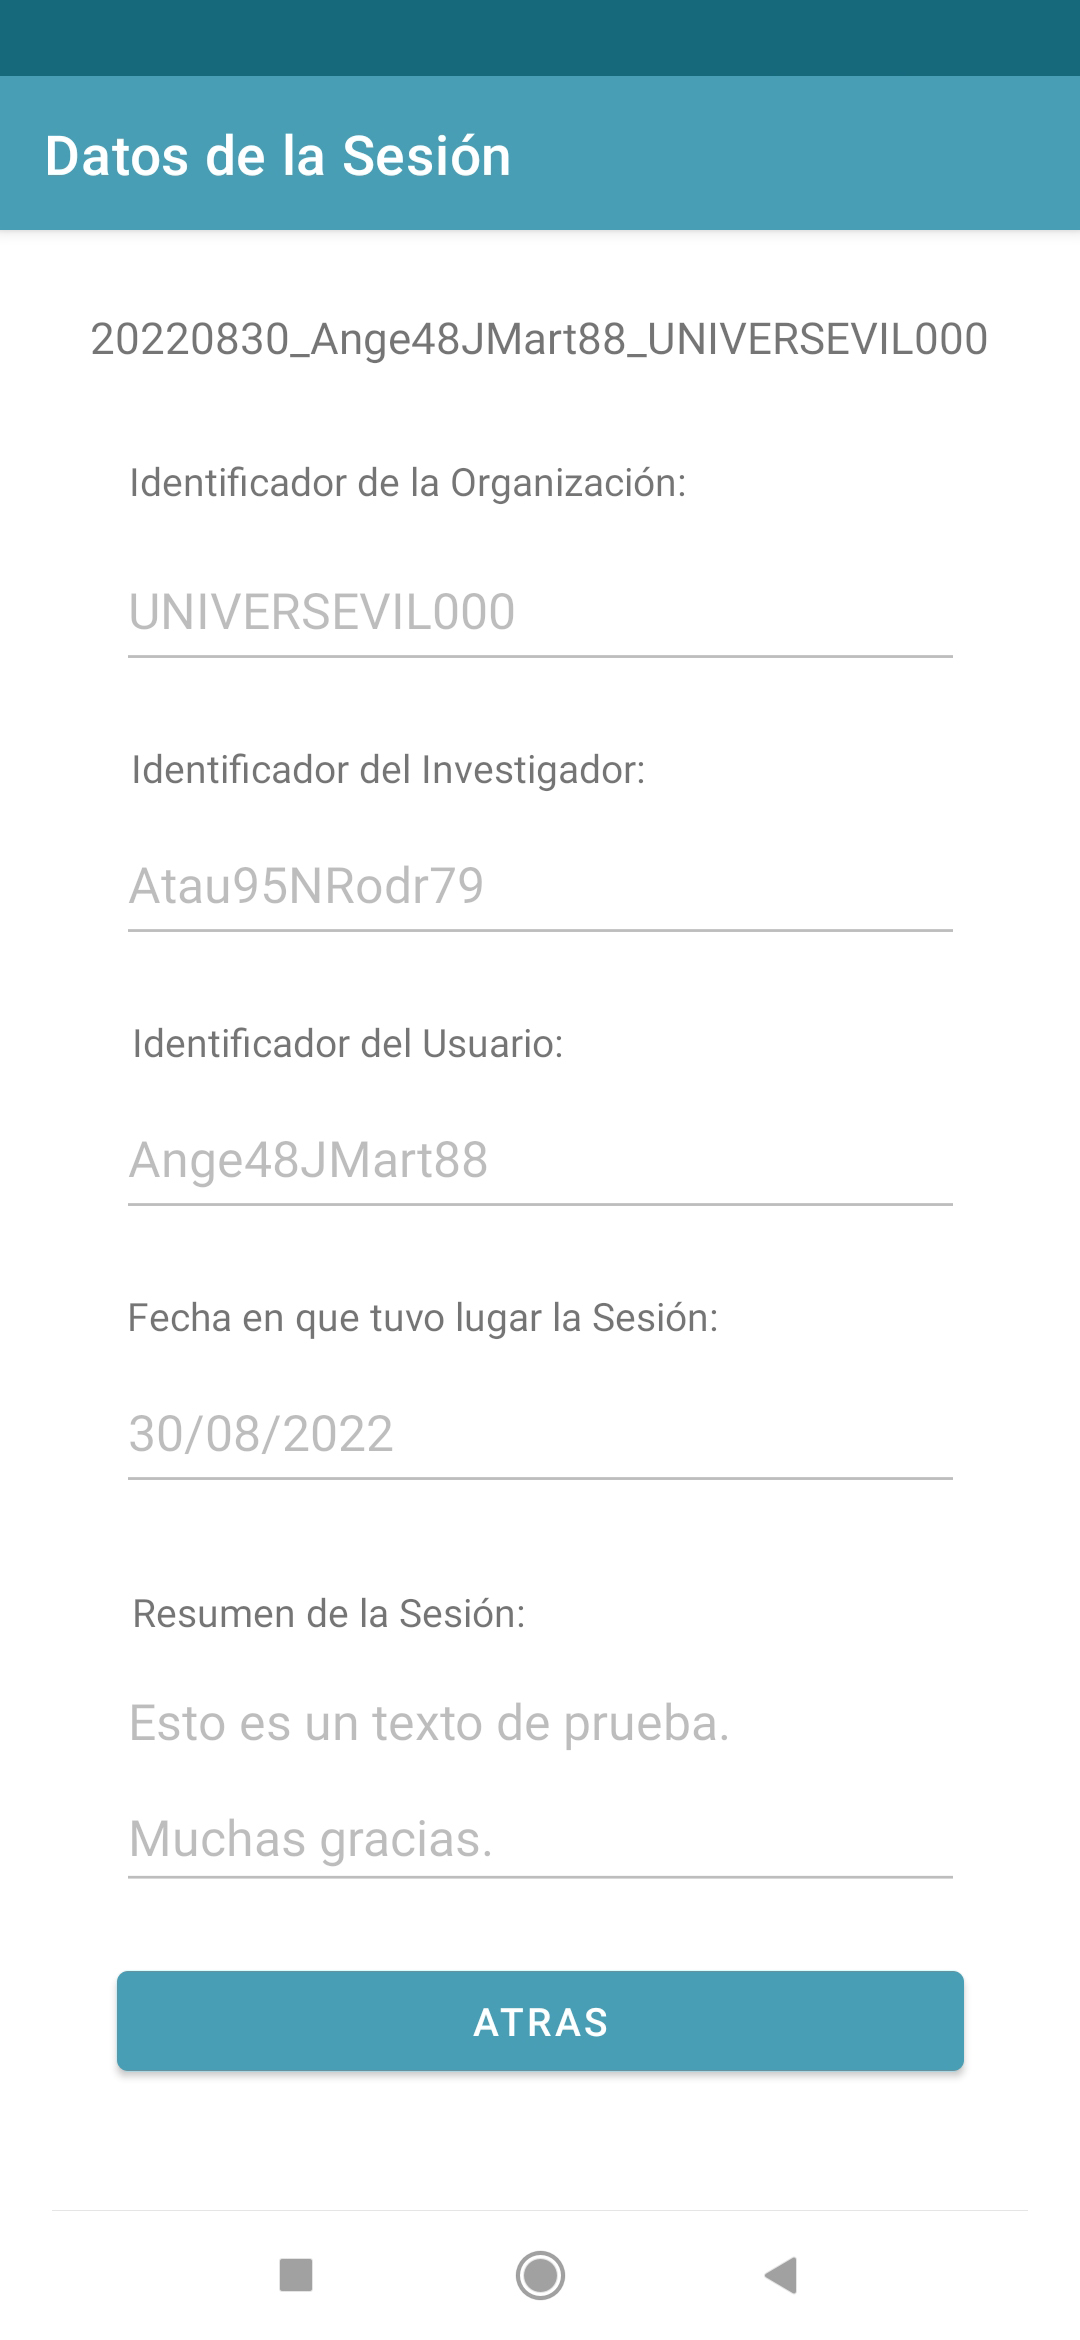 Datos de la Sesión
20220830_Ange48JMart88_UNIVERSEVIL000
Identificador de la Organización:
UNIVERSEVIL000
Identificador del Investigador:
Atau95NRodr79
Identificador del Usuario:
Ange48JMart88
Fecha en que tuvo lugar la Sesión:
30/08/2022
Resumen de la Sesión:
Esto es un texto de prueba.
Muchas gracias.
ATRAS